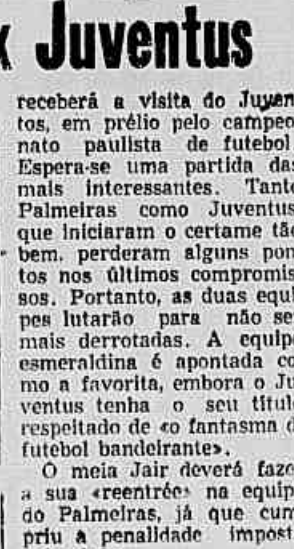 x Juventus
receberá a visita do Juven
tos, em prélio pelo campeo
nato paulista de futebol
Espera-se uma partida das
mais interessantes. Tanto
Palmeiras como Juventus
que iniciaram o certame tão
bem. perderam alguns pon
tos nos últimos compromis
sos. Portanto, as duas equi
pes lutarão para não se
mais derrotadas. A equipe
esmeraldina é apontada co
mo a favorita, embora o Ju
ventus tenha o seu título
respeitado de «o fantasma d
futebol bandeirante».
O meia Jair deverá faze
a sua «reentrée» na equip
do Palmeiras, já que cum
priu a penalidade impost